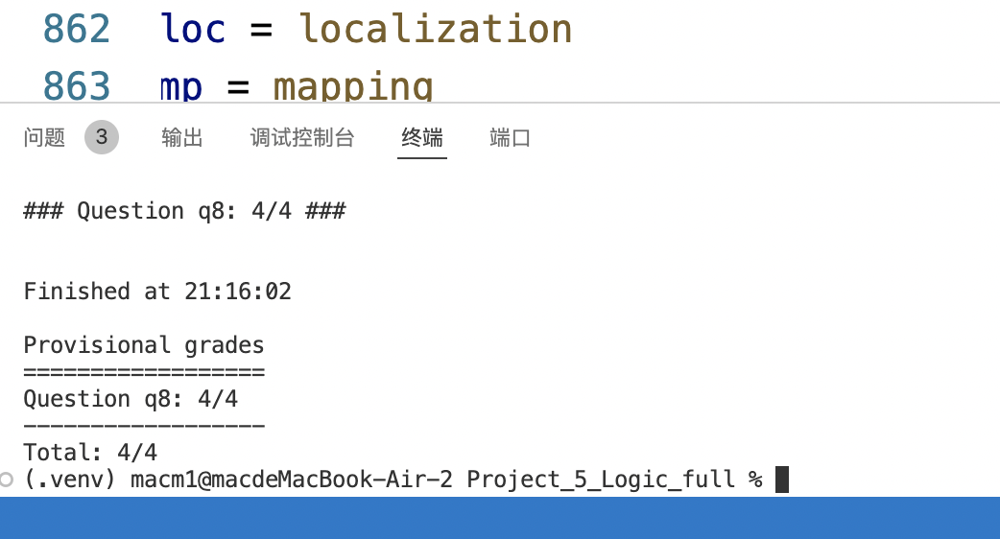 862 loc = localization
863 mp = mapping
问题 3 输出 调试控制台 终端 端口
### Question q8: 4/4 ###
Finished at 21:16:02
Provisional grades
==================
Question q8: 4/4
------------------
Total: 4/4
(.venv) macm1@macdeMacBook-Air-2 Project_5_Logic_full %